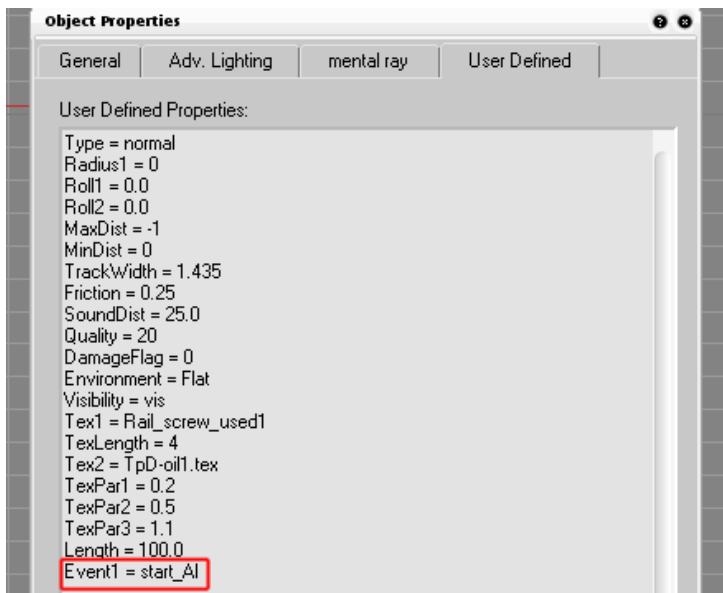 Object Properties
General Adv. Lighting mental ray User Defined
User Defined Properties:
Type = normal
Radius1 = 0
Roll1 = 0.0
Roll2 = 0.0
MaxDist = -1
MinDist = 0
TrackWidth = 1.435
Friction = 0.25
SoundDist = 25.0
Quality = 20
DamageFlag = 0
Environment = Flat
Visibility = vis
Tex1 = Rail_screw_used1
TexLength = 4
Tex2 = TpD-oil1.tex
TexPar1 = 0.2
TexPar2 = 0.5
TexPar3 = 1.1
Length = 100.0
Event1 = start_AI